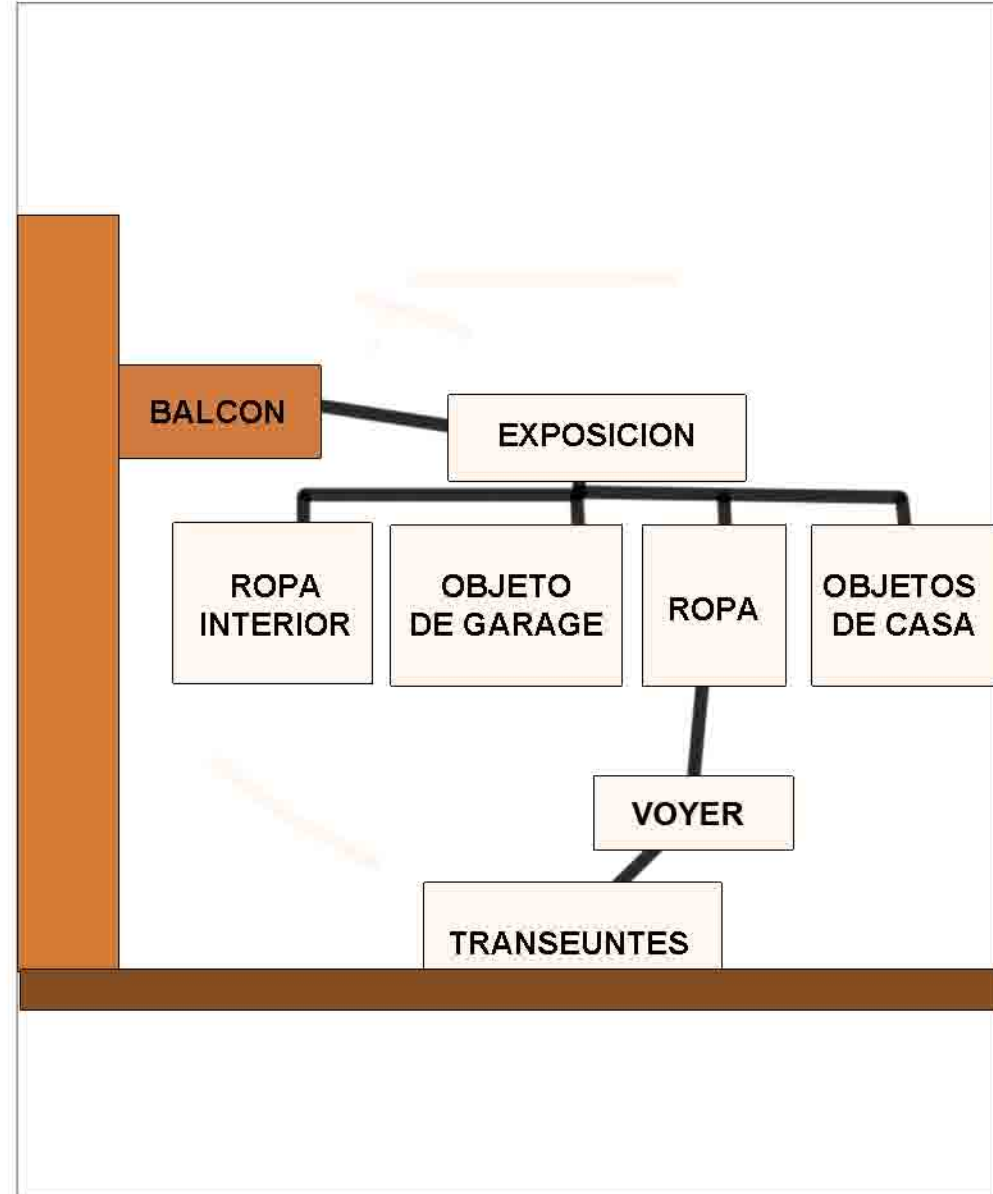 BALCON
EXPOSICION
ROPA
INTERIOR
OBJETO
DE GARAGE
ROPA
OBJETOS
DE CASA
VOYER
TRANSEUNTES